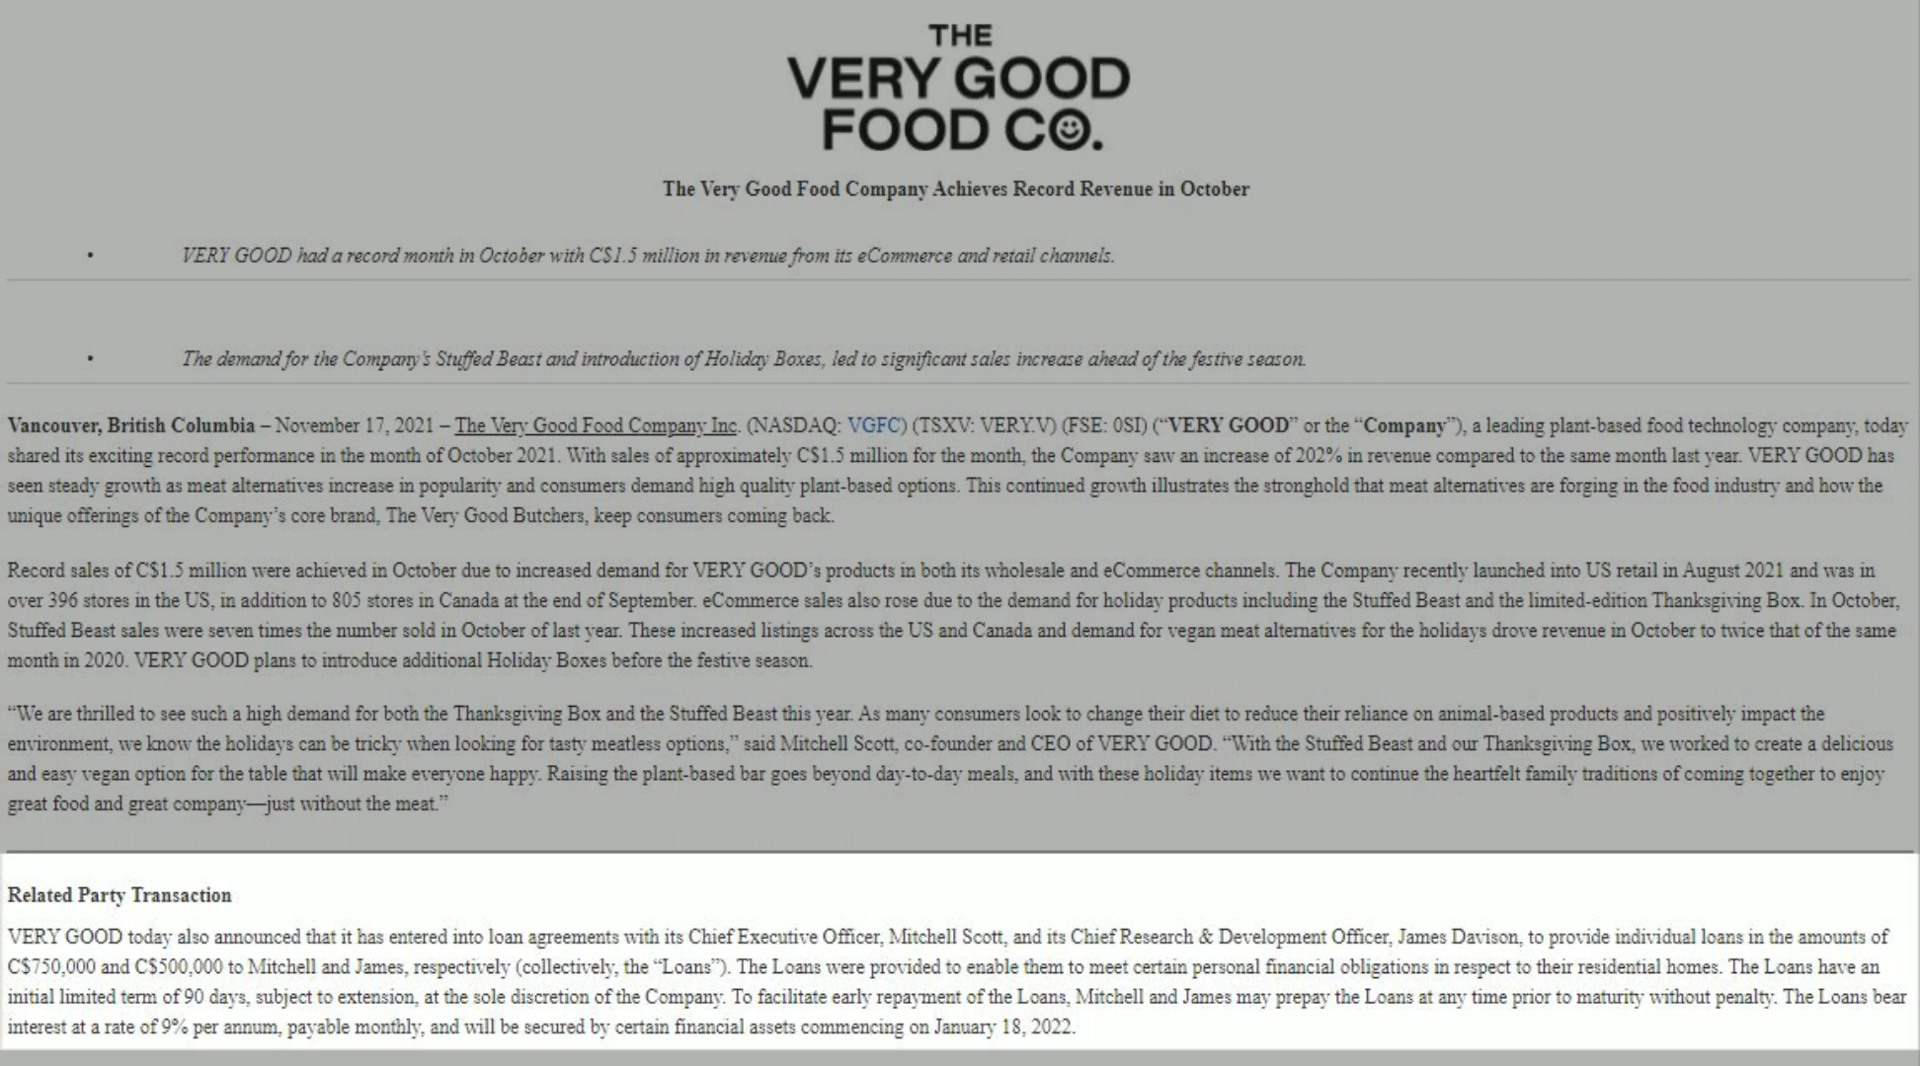 THE
VERY GOOD
FOOD CO.
The Very Good Food Company Achieves Record Revenue in October
• VERY GOOD had a record month in October with C$1.5 million in revenue from its eCommerce and retail channels.
• The demand for the Company's Stuffed Beast and introduction of Holiday Boxes, led to significant sales increase ahead of the festive season.
Vancouver, British Columbia – November 17, 2021 – The Very Good Food Company Inc. (NASDAQ: VGFC) (TSXV: VERY.V) (FSE: 0SI) (“VERY GOOD” or the “Company”), a leading plant-based food technology company, today
shared its exciting record performance in the month of October 2021. With sales of approximately C$1.5 million for the month, the Company saw an increase of 202% in revenue compared to the same month last year. VERY GOOD has
seen steady growth as meat alternatives increase in popularity and consumers demand high quality plant-based options. This continued growth illustrates the stronghold that meat alternatives are forging in the food industry and how the
unique offerings of the Company’s core brand, The Very Good Butchers, keep consumers coming back.
Record sales of C$1.5 million were achieved in October due to increased demand for VERY GOOD’s products in both its wholesale and eCommerce channels. The Company recently launched into US retail in August 2021 and was in
over 396 stores in the US, in addition to 805 stores in Canada at the end of September. eCommerce sales also rose due to the demand for holiday products including the Stuffed Beast and the limited-edition Thanksgiving Box. In October,
Stuffed Beast sales were seven times the number sold in October of last year. These increased listings across the US and Canada and demand for vegan meat alternatives for the holidays drove revenue in October to twice that of the same
month in 2020. VERY GOOD plans to introduce additional Holiday Boxes before the festive season.
“We are thrilled to see such a high demand for both the Thanksgiving Box and the Stuffed Beast this year. As many consumers look to change their diet to reduce their reliance on animal-based products and positively impact the
environment, we know the holidays can be tricky when looking for tasty meatless options,” said Mitchell Scott, co-founder and CEO of VERY GOOD. “With the Stuffed Beast and our Thanksgiving Box, we worked to create a delicious
and easy vegan option for the table that will make everyone happy. Raising the plant-based bar goes beyond day-to-day meals, and with these holiday items we want to continue the heartfelt family traditions of coming together to enjoy
great food and great company—just without the meat.”
Related Party Transaction
VERY GOOD today also announced that it has entered into loan agreements with its Chief Executive Officer, Mitchell Scott, and its Chief Research & Development Officer, James Davison, to provide individual loans in the amounts of
C$750,000 and C$500,000 to Mitchell and James, respectively (collectively, the “Loans”). The Loans were provided to enable them to meet certain personal financial obligations in respect to their residential homes. The Loans have an
initial limited term of 90 days, subject to extension, at the sole discretion of the Company. To facilitate early repayment of the Loans, Mitchell and James may prepay the Loans at any time prior to maturity without penalty. The Loans bear
interest at a rate of 9% per annum, payable monthly, and will be secured by certain financial assets commencing on January 18, 2022.